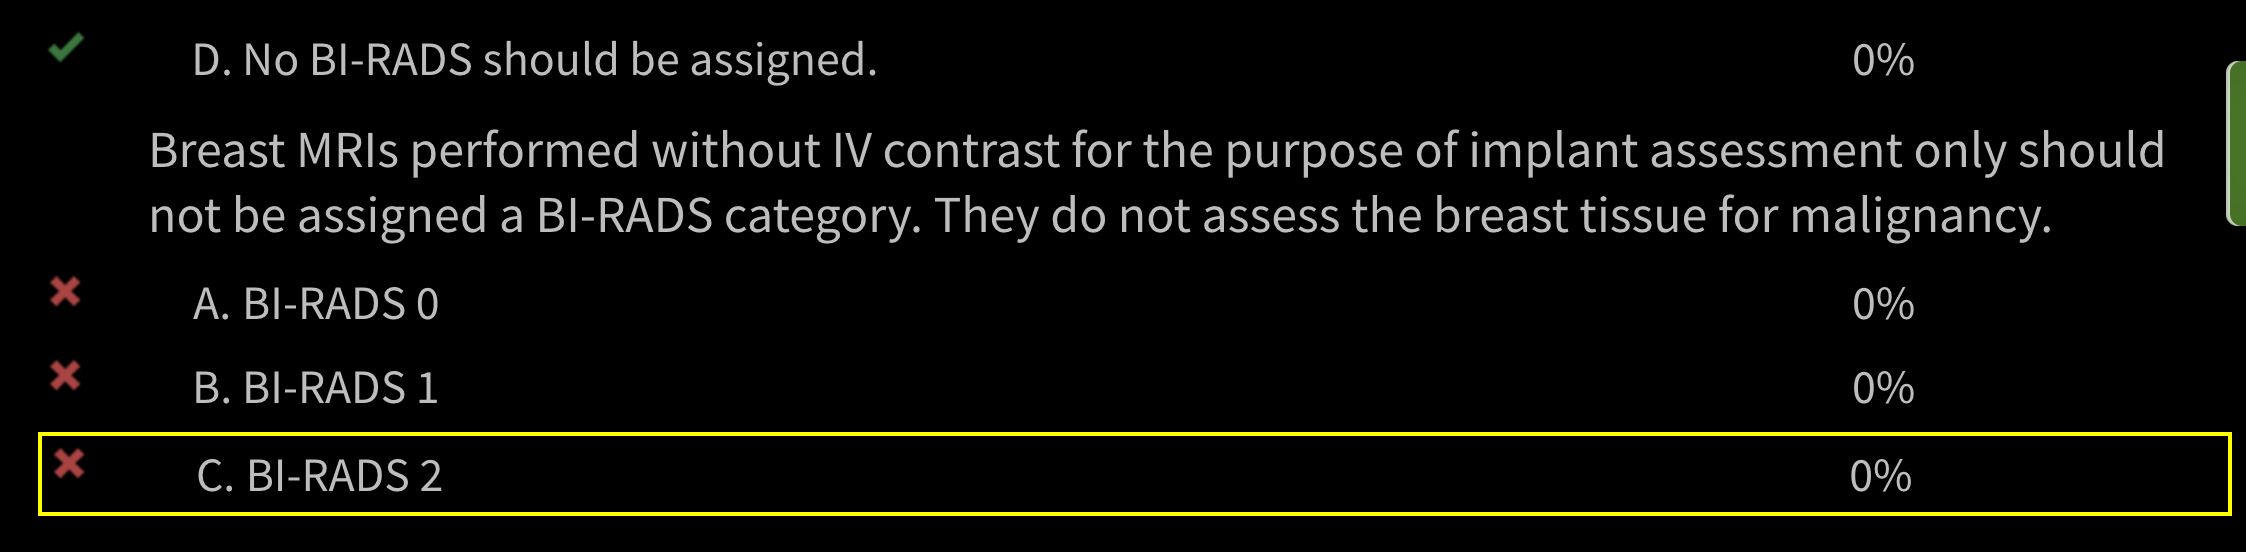 D. No BI-RADS should be assigned. 0%
Breast MRIs performed without IV contrast for the purpose of implant assessment only should
not be assigned a BI-RADS category. They do not assess the breast tissue for malignancy.
A. BI-RADS 0 0%
B. BI-RADS 1 0%
C. BI-RADS 2 0%